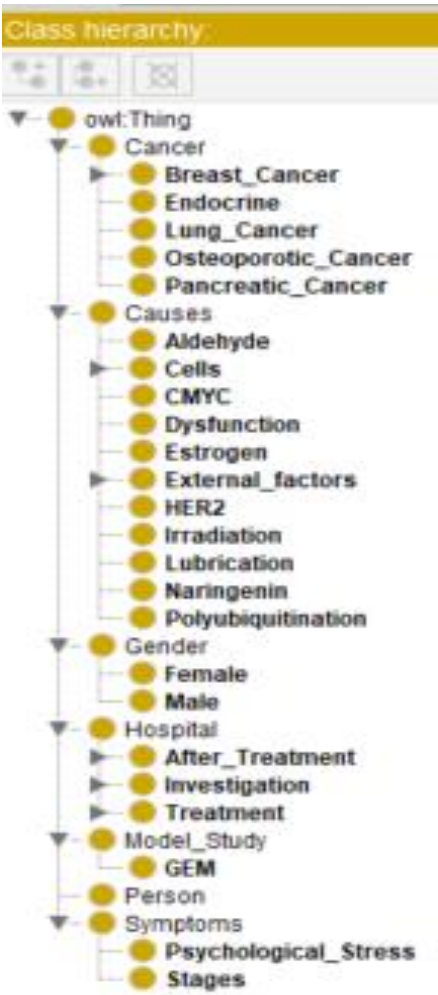 Class hierarchy:
owl:Thing
Cancer
Breast_Cancer
Endocrine
Lung_Cancer
Osteoporotic_Cancer
Pancreatic_Cancer
Causes
Aldehyde
Cells
CMYC
Dysfunction
Estrogen
External_factors
HER2
Irradiation
Lubrication
Naringenin
Polyubiquitination
Gender
Female
Male
Hospital
After_Treatment
Investigation
Treatment
Model_Study
GEM
Person
Symptoms
Psychological_Stress
Stages